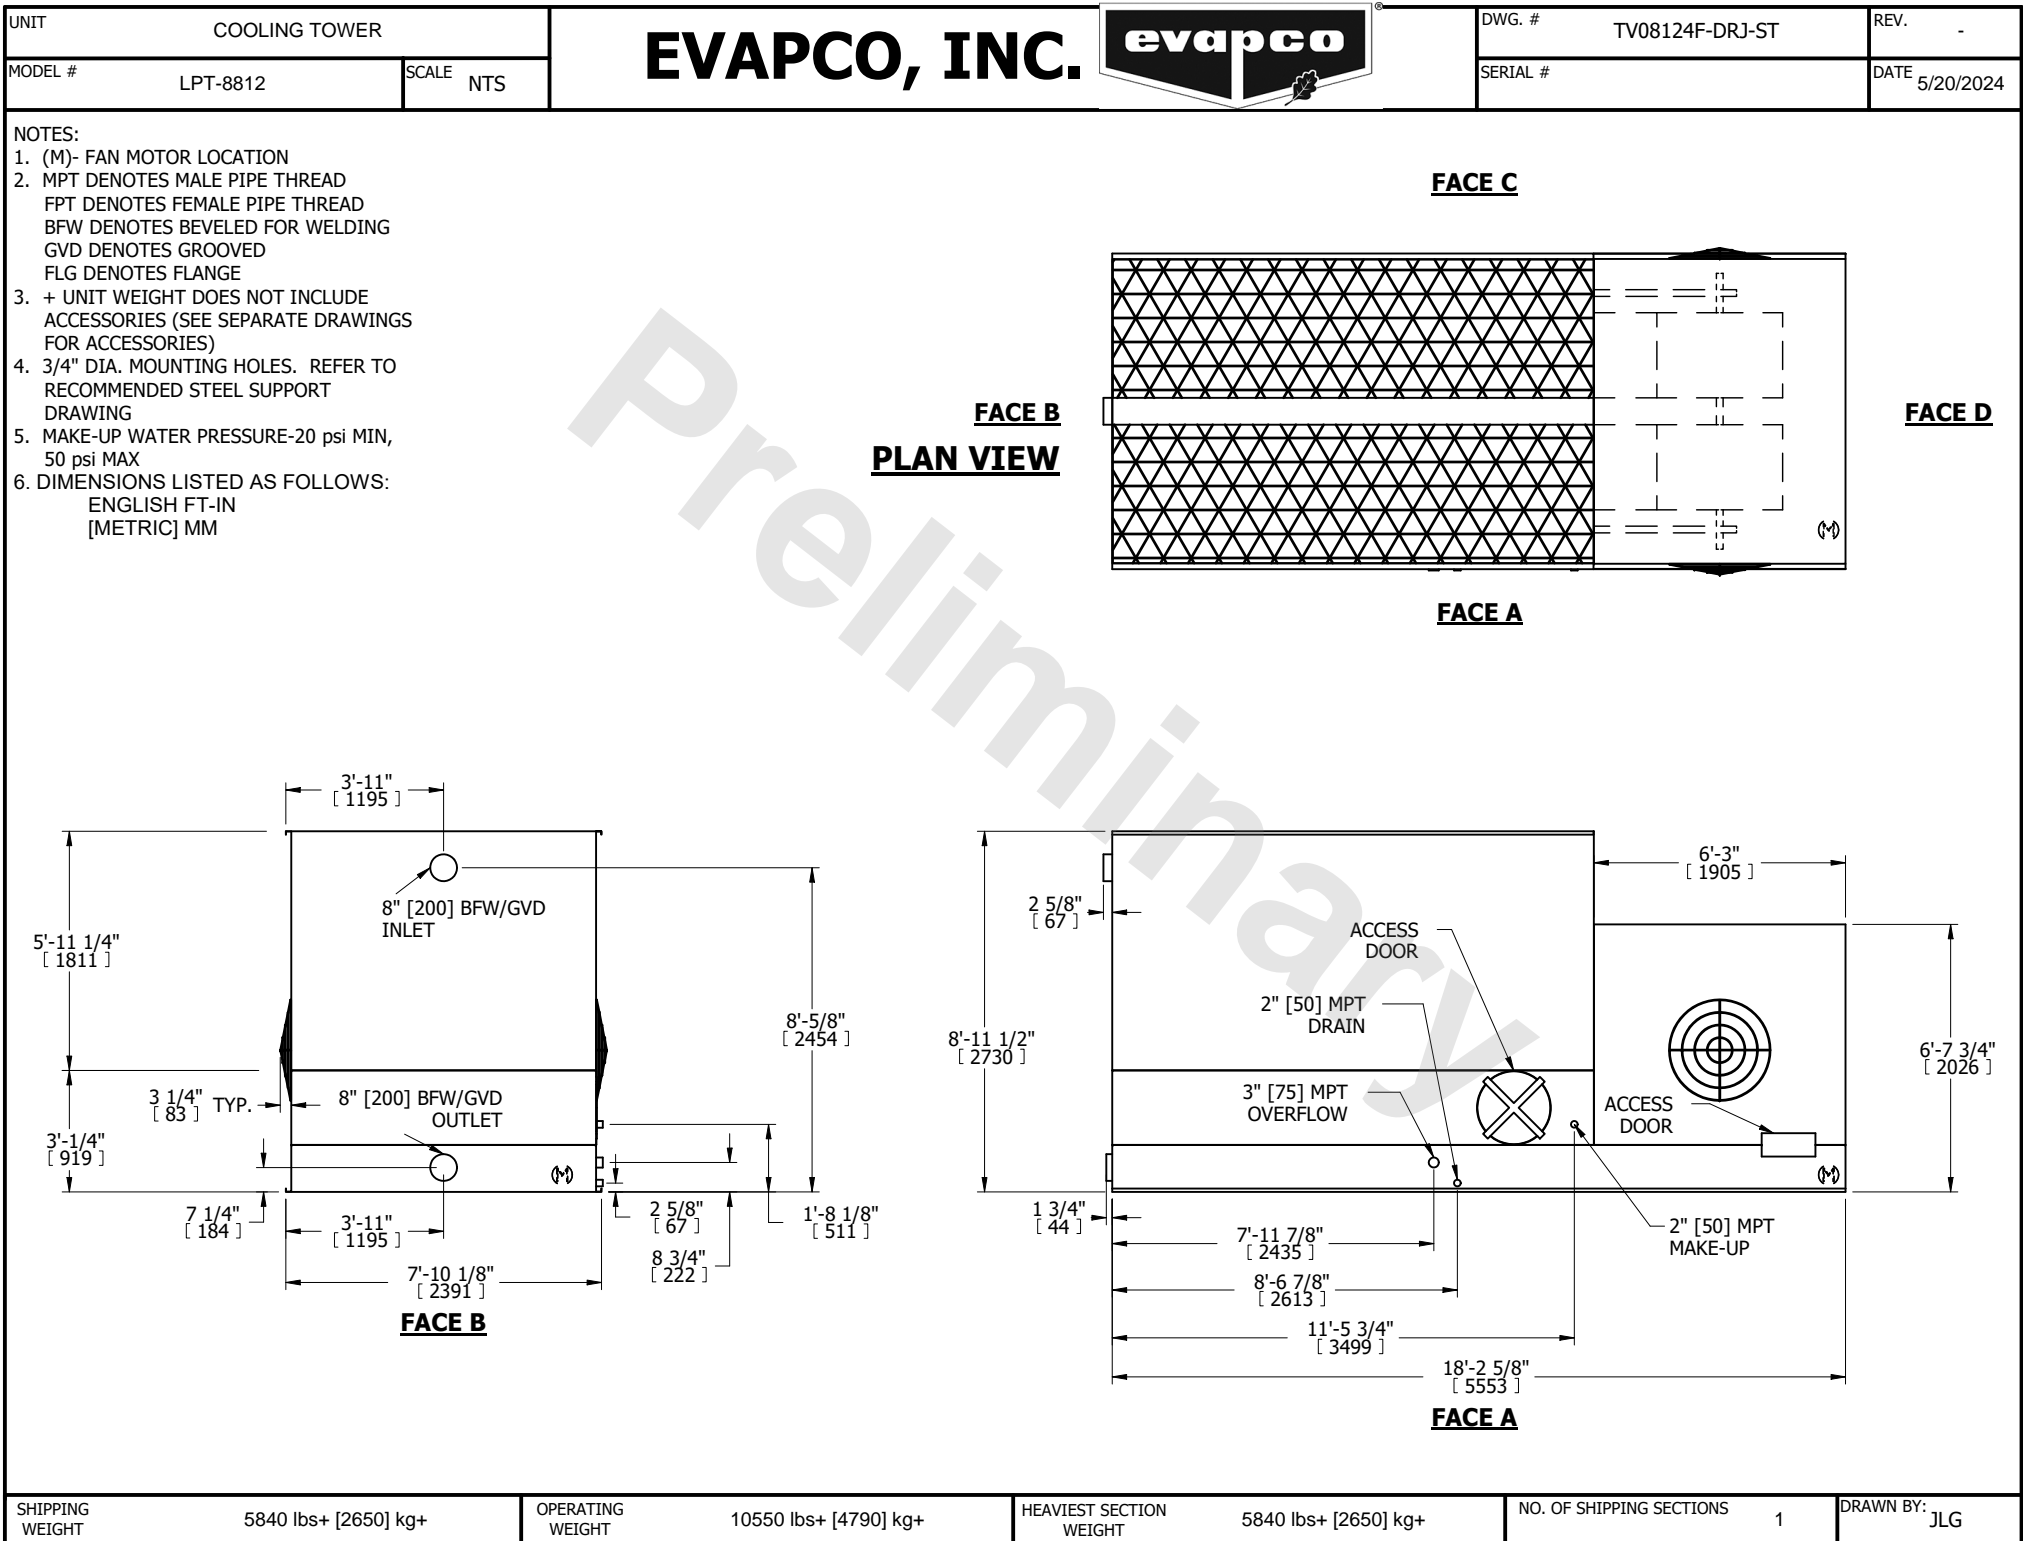 UNIT
COOLING TOWER
MODEL #
LPT-8812
SCALE
NTS
EVAPCO, INC.
evapco
®
DWG. #
TV08124F-DRJ-ST
REV.
-
SERIAL #
DATE
5/20/2024
NOTES:
1. (M)- FAN MOTOR LOCATION
2. MPT DENOTES MALE PIPE THREAD
FPT DENOTES FEMALE PIPE THREAD
BFW DENOTES BEVELED FOR WELDING
GVD DENOTES GROOVED
FLG DENOTES FLANGE
3. + UNIT WEIGHT DOES NOT INCLUDE
ACCESSORIES (SEE SEPARATE DRAWINGS
FOR ACCESSORIES)
4. 3/4" DIA. MOUNTING HOLES. REFER TO
RECOMMENDED STEEL SUPPORT
DRAWING
5. MAKE-UP WATER PRESSURE-20 psi MIN,
50 psi MAX
6. DIMENSIONS LISTED AS FOLLOWS:
ENGLISH FT-IN
[METRIC] MM
FACE C
FACE B
PLAN VIEW
FACE D
(M)
FACE A
Preliminary
3'-11"
[ 1195 ]
8" [200] BFW/GVD
INLET
5'-11 1/4"
[ 1811 ]
8'-5/8"
[ 2454 ]
3 1/4"
[ 83 ]
TYP.
8" [200] BFW/GVD
OUTLET
3'-1/4"
[ 919 ]
(M)
7 1/4"
[ 184 ]
3'-11"
[ 1195 ]
2 5/8"
[ 67 ]
1'-8 1/8"
[ 511 ]
8 3/4"
[ 222 ]
7'-10 1/8"
[ 2391 ]
FACE B
6'-3"
[ 1905 ]
2 5/8"
[ 67 ]
ACCESS
DOOR
2" [50] MPT
DRAIN
8'-11 1/2"
[ 2730 ]
6'-7 3/4"
[ 2026 ]
3" [75] MPT
OVERFLOW
ACCESS
DOOR
(M)
1 3/4"
[ 44 ]
2" [50] MPT
MAKE-UP
7'-11 7/8"
[ 2435 ]
8'-6 7/8"
[ 2613 ]
11'-5 3/4"
[ 3499 ]
18'-2 5/8"
[ 5553 ]
FACE A
SHIPPING
WEIGHT
5840 lbs+ [2650] kg+
OPERATING
WEIGHT
10550 lbs+ [4790] kg+
HEAVIEST SECTION
WEIGHT
5840 lbs+ [2650] kg+
NO. OF SHIPPING SECTIONS
1
DRAWN BY:
JLG